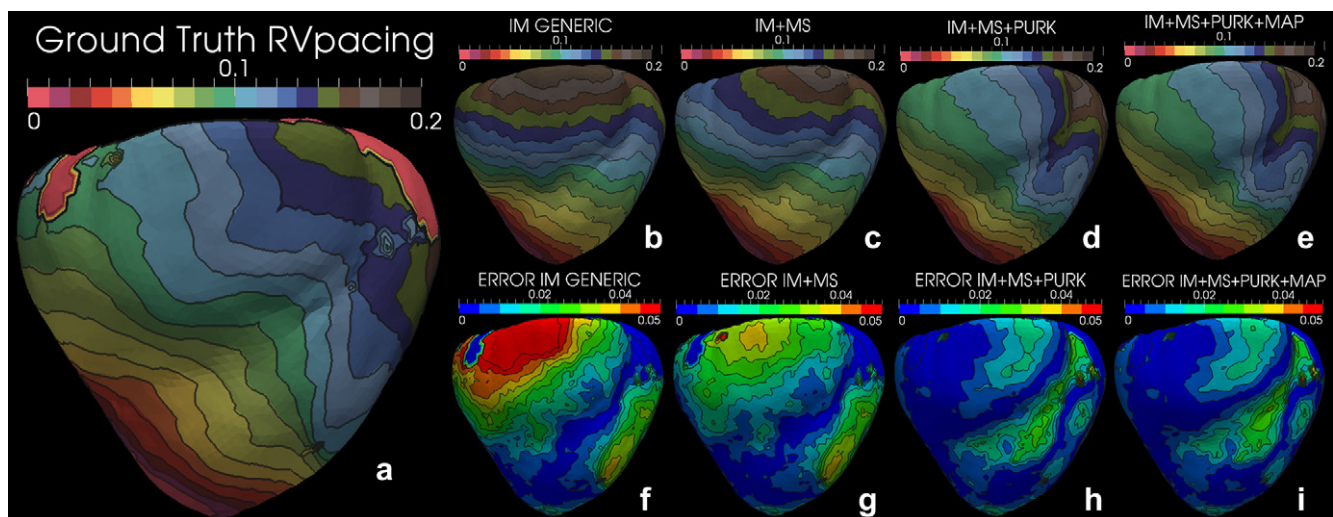 Ground Truth RVpacing
0.1
0 0.2
a
IM GENERIC
0.1
0 0.2
b
IM+MS
0.1
0 0.2
c
IM+MS+PURK
0.1
0 0.2
d
IM+MS+PURK+MAP
0.1
0 0.2
e
ERROR IM GENERIC
0.02 0.04
0 0.05
f
ERROR IM+MS
0.02 0.04
0 0.05
g
ERROR IM+MS+PURK
0.02 0.04
0 0.05
h
ERROR IM+MS+PURK+MAP
0.02 0.04
0 0.05
i